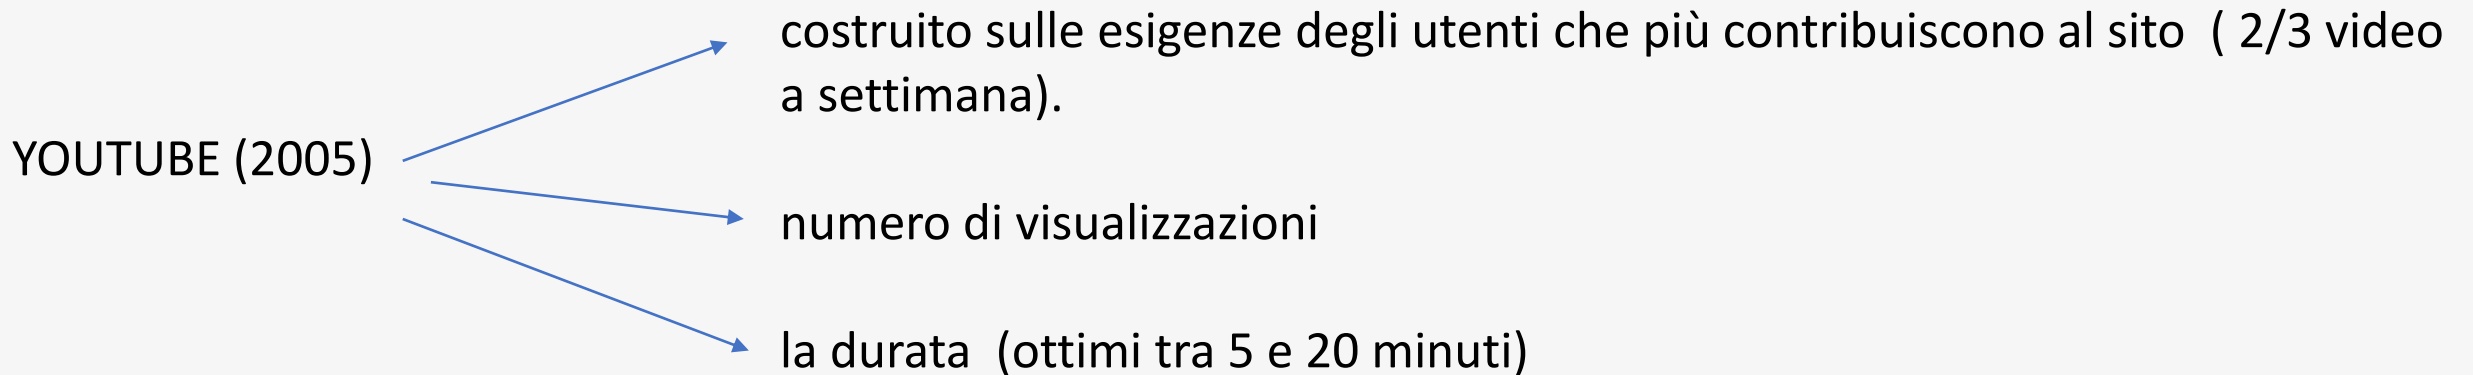 costruito sulle esigenze degli utenti che più contribuiscono al sito  ( 2/3 video
a settimana).
YOUTUBE (2005)
numero di visualizzazioni
la durata  (ottimi tra 5 e 20 minuti)